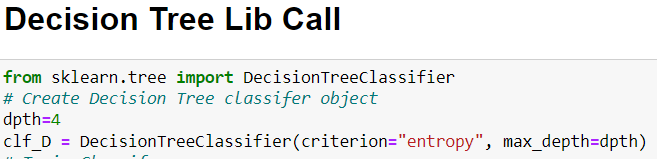 Decision Tree Lib Call
from sklearn.tree import DecisionTreeClassifier
# Create Decision Tree classifer object
dpth=4
clf_D = DecisionTreeClassifier(criterion="entropy", max_depth=dpth)